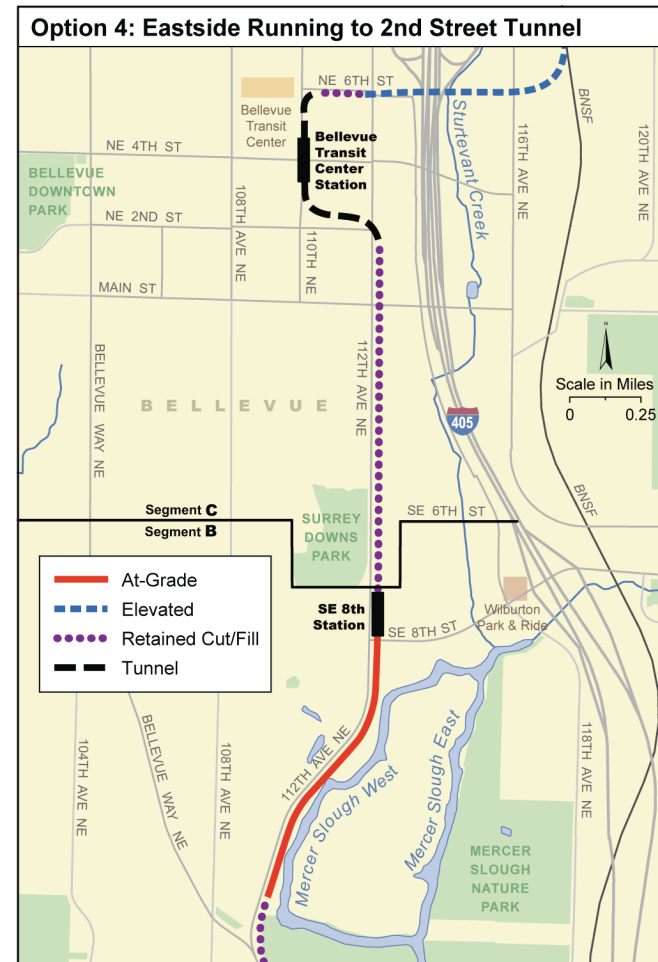 Option 4: Eastside Running to 2nd Street Tunnel
NE 6TH ST
BNSF
Bellevue
Transit
Center
Sturtevant Creek
116TH AVE NE
120TH AVE NE
NE 4TH ST
Bellevue
Transit
Center
Station
BELLEVUE
DOWNTOWN
PARK
108TH AVE NE
NE 2ND ST
110TH NE
MAIN ST
N
BELLEVUE WAY NE
112TH AVE NE
Scale in Miles
0 0.25
BELLEVUE
405
BNSF
Segment C
Segment B
SURREY
DOWNS
PARK
SE 6TH ST
At-Grade
Elevated
Retained Cut/Fill
Tunnel
SE 8th
Station
SE 8TH ST
Wilburton
Park & Ride
104TH AVE NE
BELLEVUE WAY NE
108TH AVE NE
112TH AVE NE
Mercer Slough West
Mercer Slough East
118TH AVE NE
MERCER
SLOUGH
NATURE
PARK